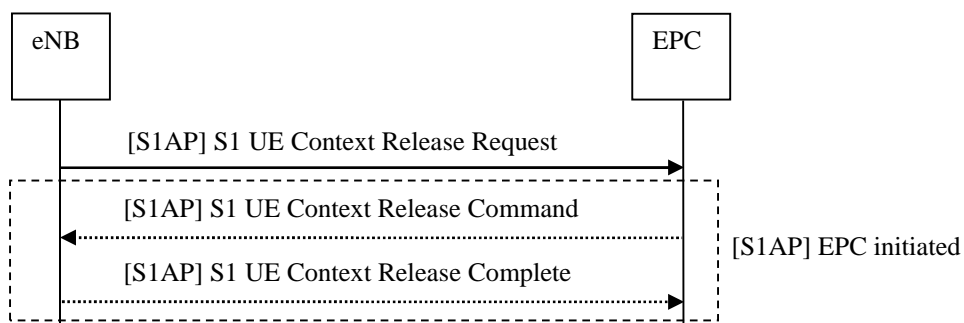 eNB
EPC
[S1AP] S1 UE Context Release Request
[S1AP] S1 UE Context Release Command
[S1AP] EPC initiated
[S1AP] S1 UE Context Release Complete